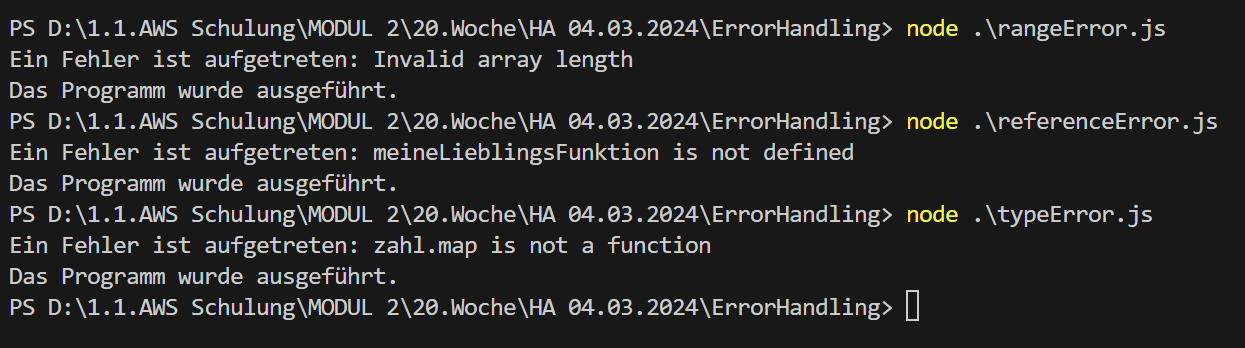 PS D:\1.1.AWS Schulung\MODUL 2\20.Woche\HA 04.03.2024\ErrorHandling> node .\rangeError.js
Ein Fehler ist aufgetreten: Invalid array length
Das Programm wurde ausgeführt.
PS D:\1.1.AWS Schulung\MODUL 2\20.Woche\HA 04.03.2024\ErrorHandling> node .\referenceError.js
Ein Fehler ist aufgetreten: meineLieblingsFunktion is not defined
Das Programm wurde ausgeführt.
PS D:\1.1.AWS Schulung\MODUL 2\20.Woche\HA 04.03.2024\ErrorHandling> node .\typeError.js
Ein Fehler ist aufgetreten: zahl.map is not a function
Das Programm wurde ausgeführt.
PS D:\1.1.AWS Schulung\MODUL 2\20.Woche\HA 04.03.2024\ErrorHandling>